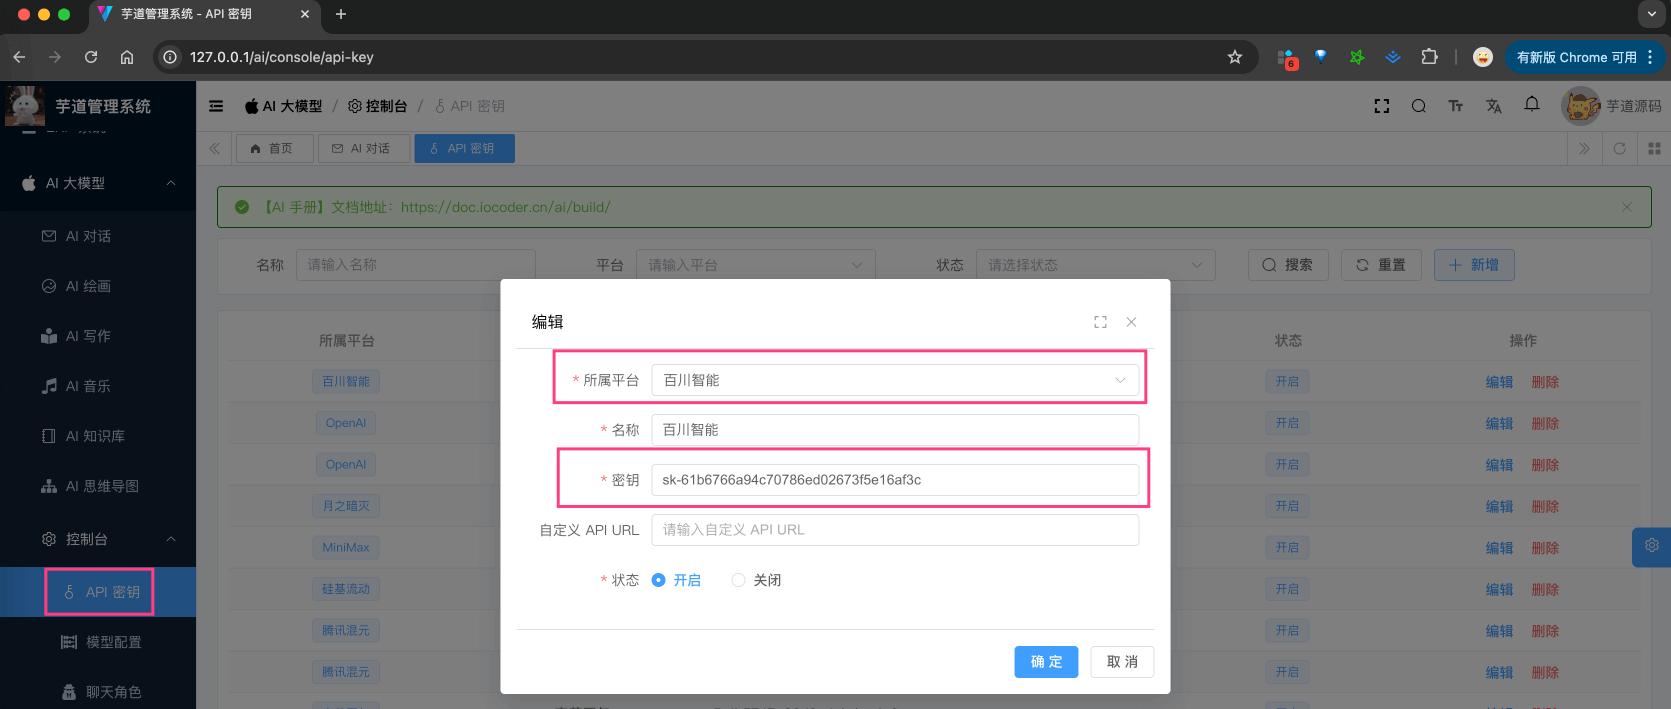 芋道管理系统 - API 密钥
127.0.0.1/ai/console/api-key
6
有新版 Chrome 可用
芋道管理系统
AI 大模型 / 控制台 / API 密钥
芋道源码
首页
AI 对话
API 密钥
AI 大模型
AI 对话
AI 绘画
AI 写作
AI 音乐
AI 知识库
AI 思维导图
控制台
API 密钥
模型配置
聊天角色
【AI 手册】文档地址：https://doc.iocoder.cn/ai/build/
名称 请输入名称
平台 请输入平台
状态 请选择状态
搜索
重置
新增
所属平台 状态 操作
百川智能 开启 编辑 删除
OpenAI 开启 编辑 删除
OpenAI 开启 编辑 删除
月之暗灭 开启 编辑 删除
MiniMax 开启 编辑 删除
硅基流动 开启 编辑 删除
腾讯混元 开启 编辑 删除
腾讯混元 开启 编辑 删除
编辑
* 所属平台 百川智能
* 名称 百川智能
* 密钥 sk-61b6766a94c70786ed02673f5e16af3c
自定义 API URL 请输入自定义 API URL
* 状态 开启 关闭
确 定
取 消